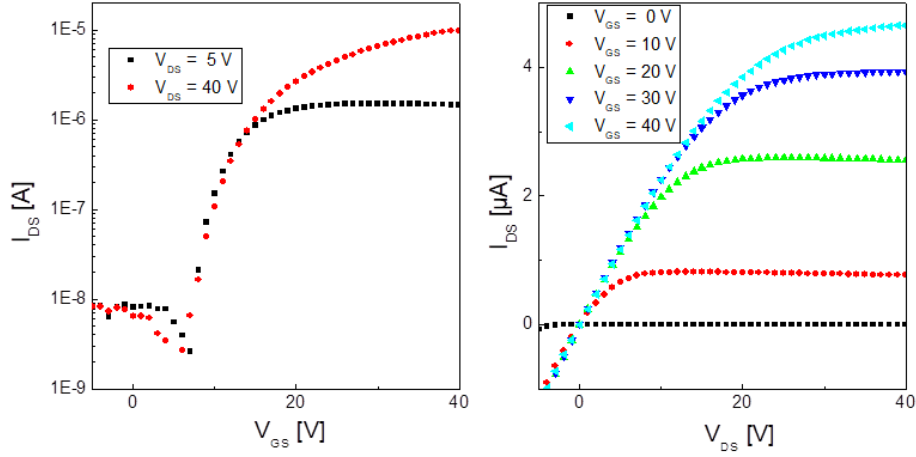 1E-5
1E-6
1E-7
1E-8
1E-9
I_DS [A]
V_DS = 5 V
V_DS = 40 V
0 20 40
V_GS [V]
4
2
0
I_DS [µA]
V_GS = 0 V
V_GS = 10 V
V_GS = 20 V
V_GS = 30 V
V_GS = 40 V
0 20 40
V_DS [V]